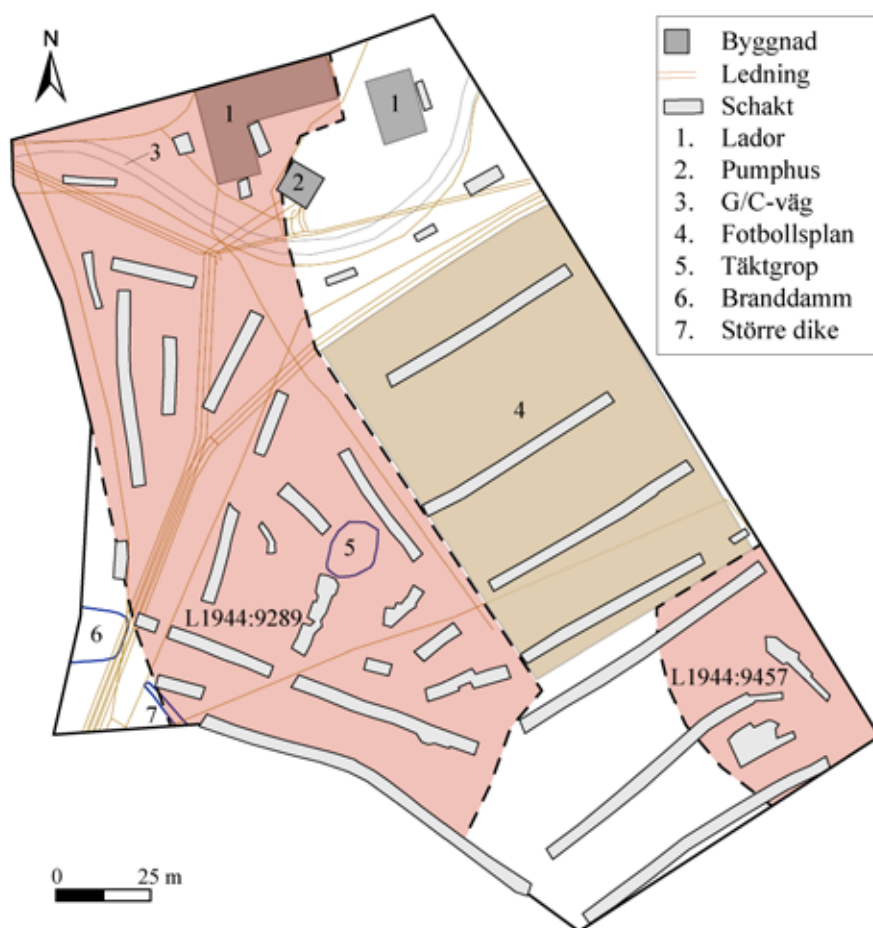 N
Byggnad
Ledning
Schakt
1. Lador
2. Pumphus
3. G/C-väg
4. Fotbollsplan
5. Täktgrop
6. Branddamm
7. Större dike
1
1
3
2
4
5
L1944:9289
6
L1944:9457
7
0 25 m